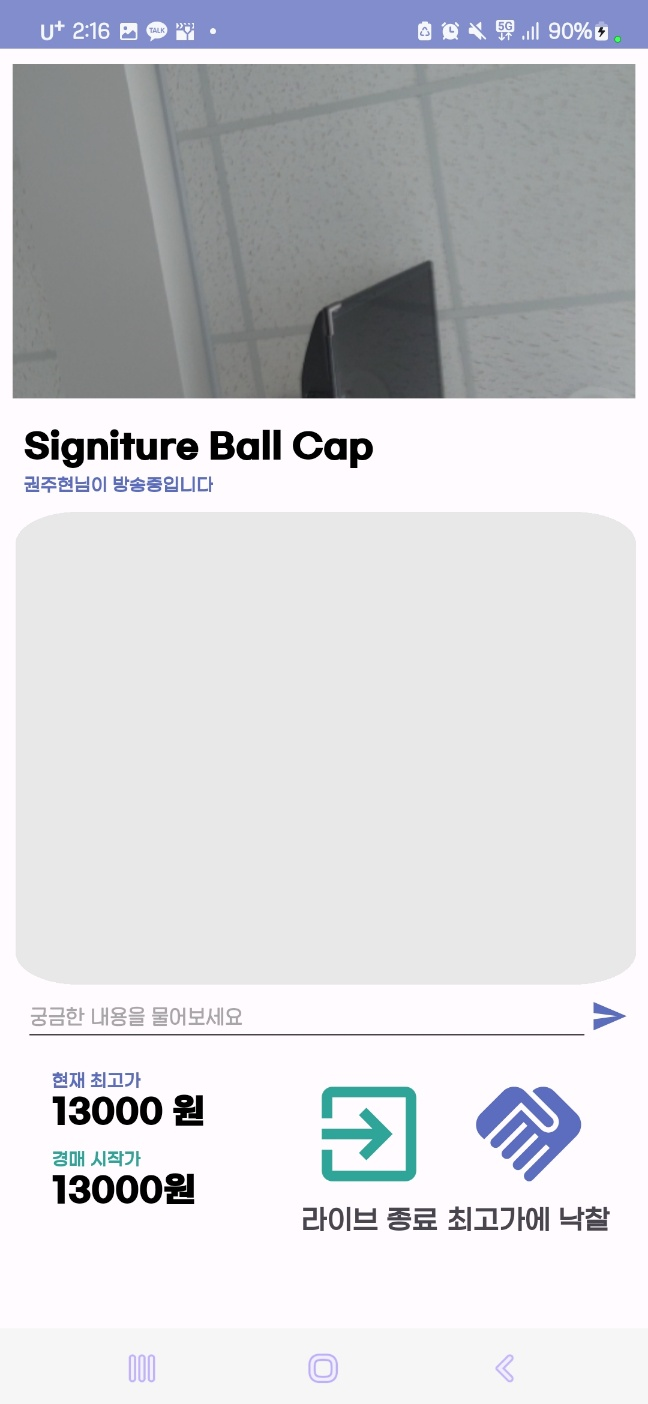 U+ 2:16 TALK 5G 90%
Signiture Ball Cap
권주현님이 방송중입니다
궁금한 내용을 물어보세요
현재 최고가
13000 원
경매 시작가
13000원
라이브 종료 최고가에 낙찰